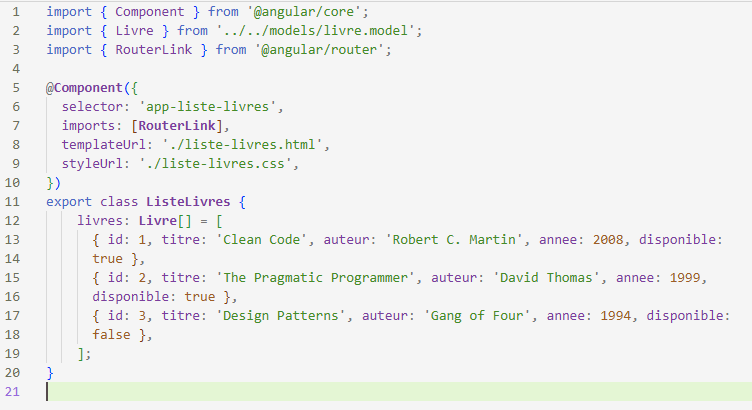 1 import { Component } from '@angular/core';
2 import { Livre } from '../../models/livre.model';
3 import { RouterLink } from '@angular/router';
4
5 @Component({
6   selector: 'app-liste-livres',
7   imports: [RouterLink],
8   templateUrl: './liste-livres.html',
9   styleUrl: './liste-livres.css',
10 })
11 export class ListeLivres {
12     livres: Livre[] = [
13       { id: 1, titre: 'Clean Code', auteur: 'Robert C. Martin', annee: 2008, disponible:
14       true },
15       { id: 2, titre: 'The Pragmatic Programmer', auteur: 'David Thomas', annee: 1999,
16       disponible: true },
17       { id: 3, titre: 'Design Patterns', auteur: 'Gang of Four', annee: 1994, disponible:
18       false },
19     ];
20 }
21